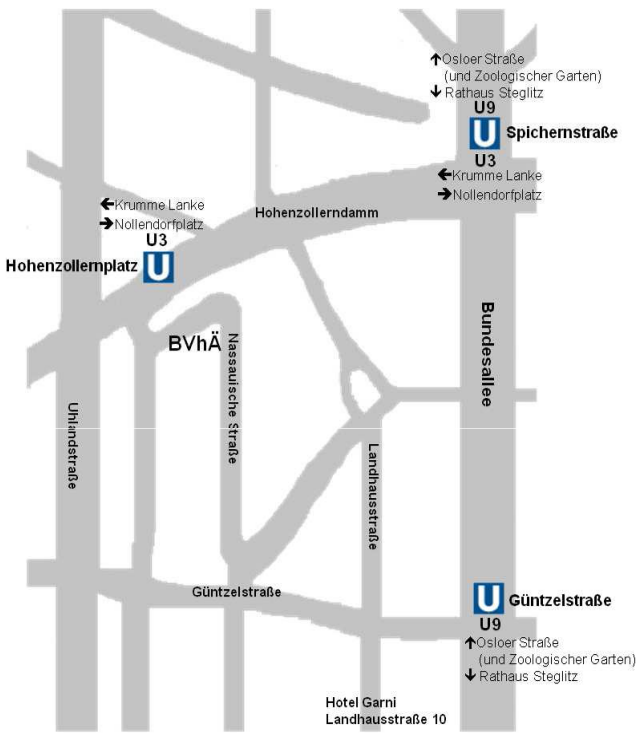 ↑Osloer Straße
(und Zoologischer Garten)
↓ Rathaus Steglitz
U9
U Spichernstraße
U3
←Krumme Lanke
→Nollendorfplatz
←Krumme Lanke
→Nollendorfplatz
U3
Hohenzollernplatz U
Hohenzollerndamm
BVhÄ
Nassauische Straße
Bundesallee
Uhlandstraße
Landhausstraße
Güntzelstraße
U Güntzelstraße
U9
↑Osloer Straße
(und Zoologischer Garten)
↓ Rathaus Steglitz
Hotel Garni
Landhausstraße 10